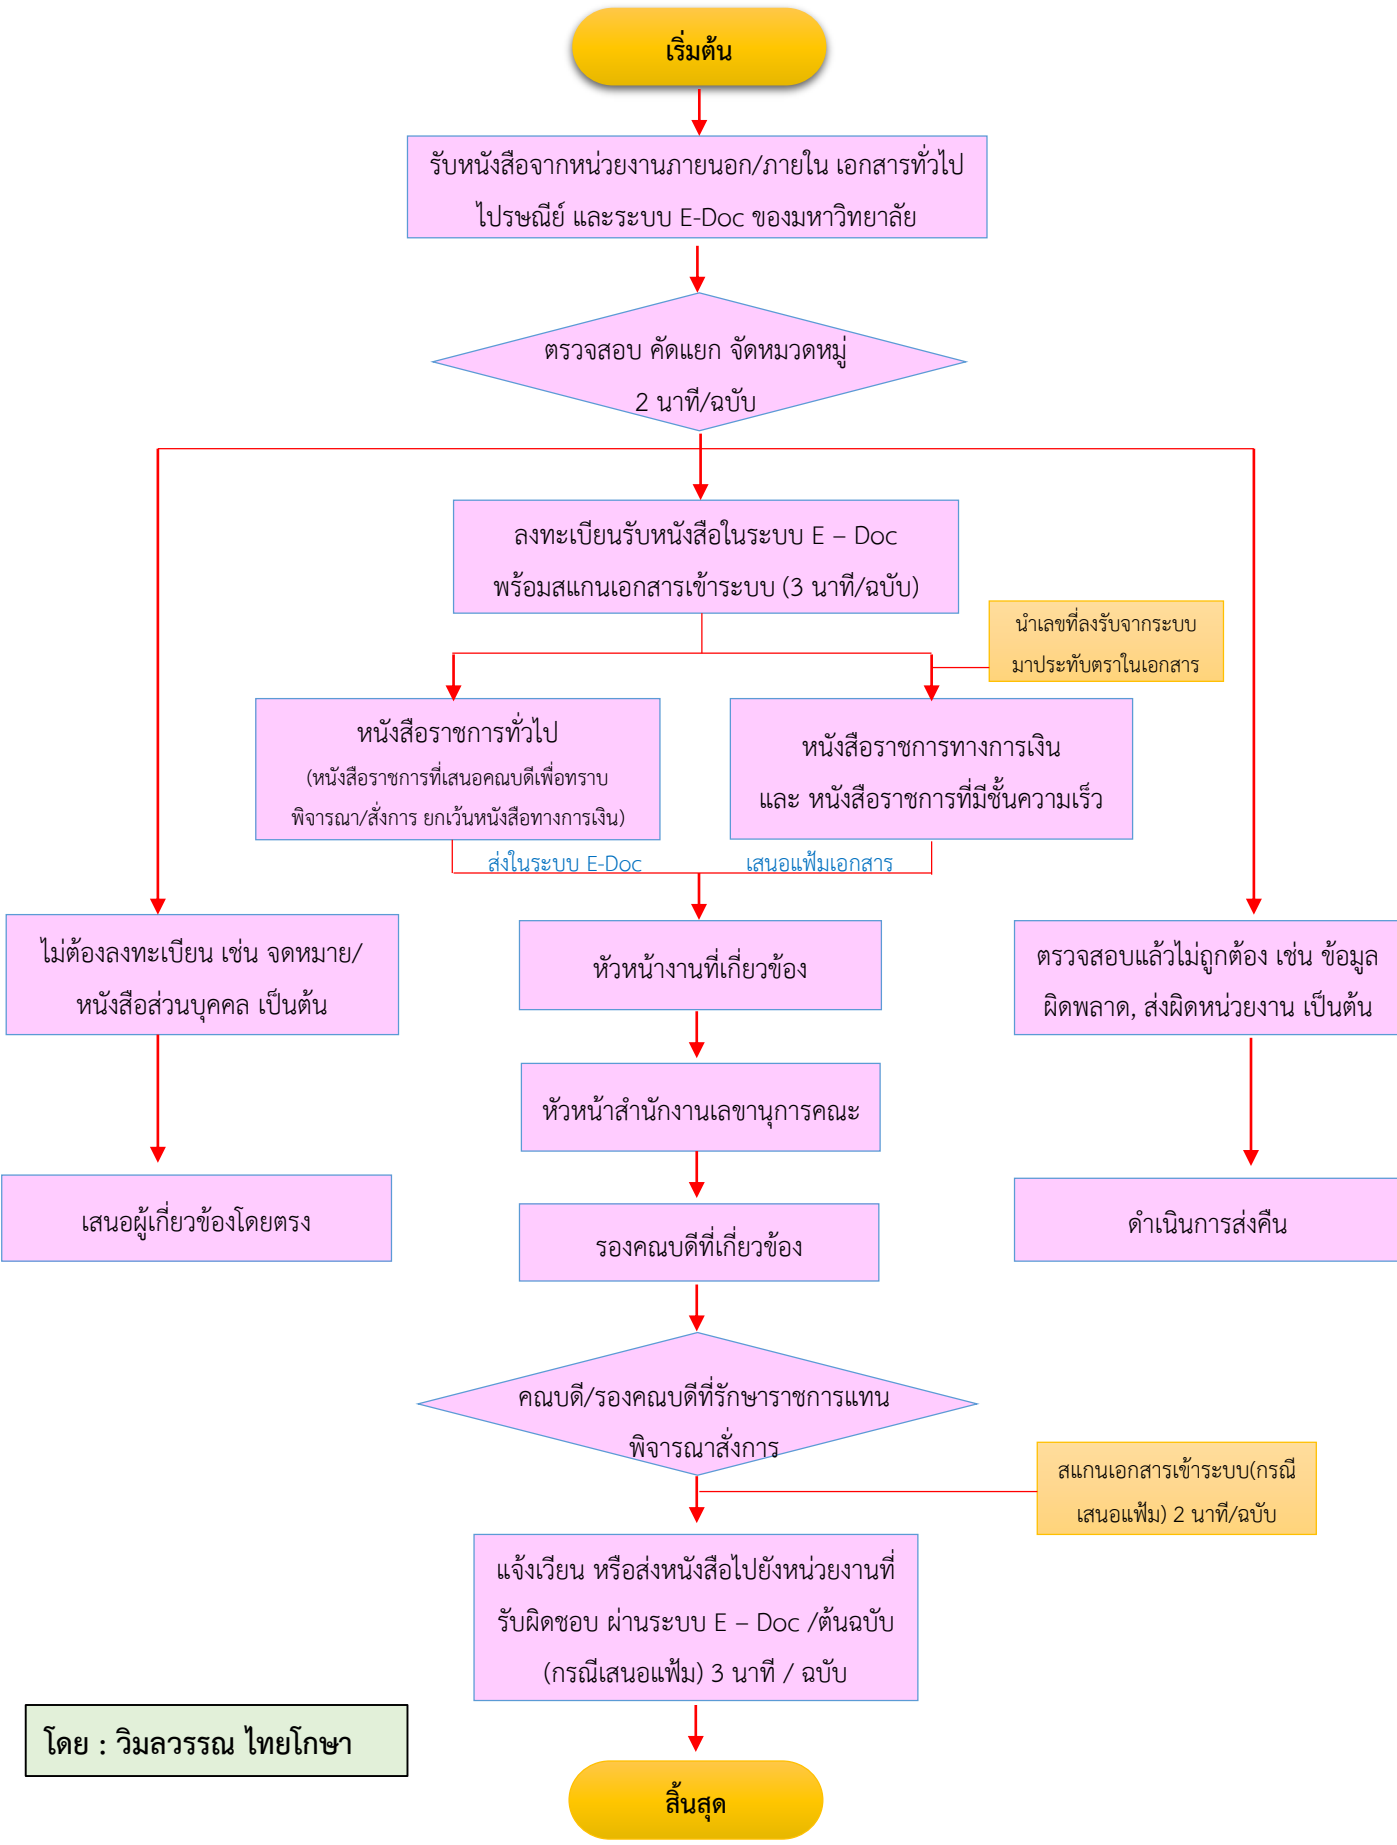 เริ่มต้น
รับหนังสือจากหน่วยงานภายนอก/ภายใน เอกสารทั่วไป
ไปรษณีย์ และระบบ E-Doc ของมหาวิทยาลัย
ตรวจสอบ คัดแยก จัดหมวดหมู่
2 นาที/ฉบับ
ลงทะเบียนรับหนังสือในระบบ E – Doc
พร้อมสแกนเอกสารเข้าระบบ (3 นาที/ฉบับ)
นำเลขที่ลงรับจากระบบ
มาประทับตราในเอกสาร
หนังสือราชการทั่วไป
(หนังสือราชการที่เสนอคณบดีเพื่อทราบ
พิจารณา/สั่งการ ยกเว้นหนังสือทางการเงิน)
หนังสือราชการทางการเงิน
และ หนังสือราชการที่มีชั้นความเร็ว
ส่งในระบบ E-Doc
เสนอแฟ้มเอกสาร
ไม่ต้องลงทะเบียน เช่น จดหมาย/
หนังสือส่วนบุคคล เป็นต้น
หัวหน้างานที่เกี่ยวข้อง
ตรวจสอบแล้วไม่ถูกต้อง เช่น ข้อมูล
ผิดพลาด, ส่งผิดหน่วยงาน เป็นต้น
หัวหน้าสำนักงานเลขานุการคณะ
เสนอผู้เกี่ยวข้องโดยตรง
รองคณบดีที่เกี่ยวข้อง
ดำเนินการส่งคืน
คณบดี/รองคณบดีที่รักษาราชการแทน
พิจารณาสั่งการ
สแกนเอกสารเข้าระบบ(กรณี
เสนอแฟ้ม) 2 นาที/ฉบับ
แจ้งเวียน หรือส่งหนังสือไปยังหน่วยงานที่
รับผิดชอบ ผ่านระบบ E – Doc /ต้นฉบับ
(กรณีเสนอแฟ้ม) 3 นาที / ฉบับ
โดย : วิมลวรรณ ไทยโกษา
สิ้นสุด